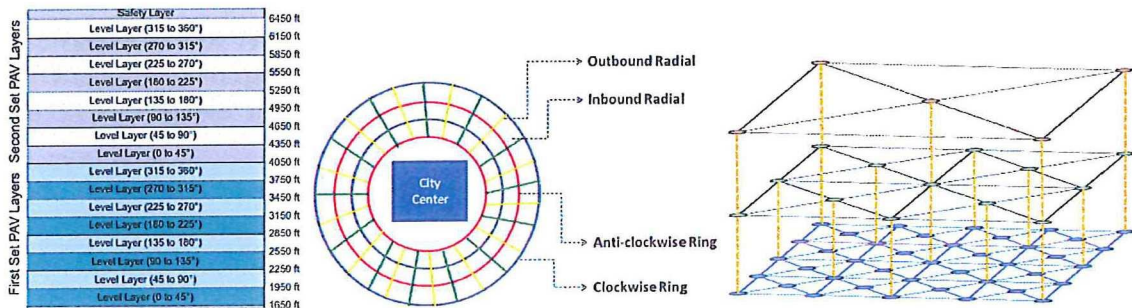 Second Set PAV Layers
First Set PAV Layers
Safety Layer
Level Layer (315 to 360°)
Level Layer (270 to 315°)
Level Layer (225 to 270°)
Level Layer (180 to 225°)
Level Layer (135 to 180°)
Level Layer (90 to 135°)
Level Layer (45 to 90°)
Level Layer (0 to 45°)
Level Layer (315 to 360°)
Level Layer (270 to 315°)
Level Layer (225 to 270°)
Level Layer (180 to 225°)
Level Layer (135 to 180°)
Level Layer (90 to 135°)
Level Layer (45 to 90°)
Level Layer (0 to 45°)
6450 ft
6150 ft
5850 ft
5550 ft
5250 ft
4950 ft
4650 ft
4350 ft
4050 ft
3750 ft
3450 ft
3150 ft
2850 ft
2550 ft
2250 ft
1950 ft
1650 ft
City
Center
Outbound Radial
Inbound Radial
Anti-clockwise Ring
Clockwise Ring